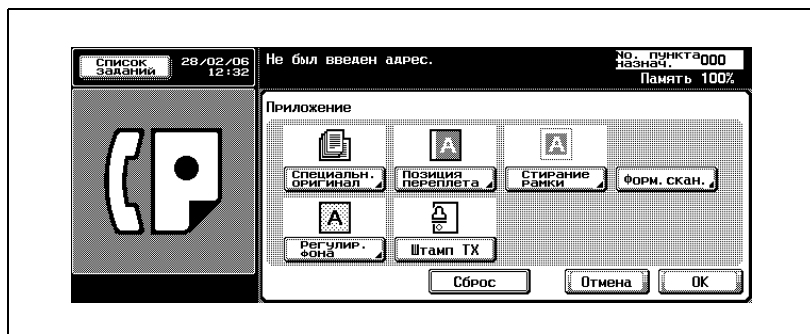 Список
заданий
28/02/06
12:32
Не был введен адрес.
No. пункта
назнач.
000
Память 100%
Приложение
Специальн.
оригинал
Позиция
переплета
Стирание
рамки
Форм.скан.
Регулир.
фона
Штамп TX
Сброс
Отмена
OK